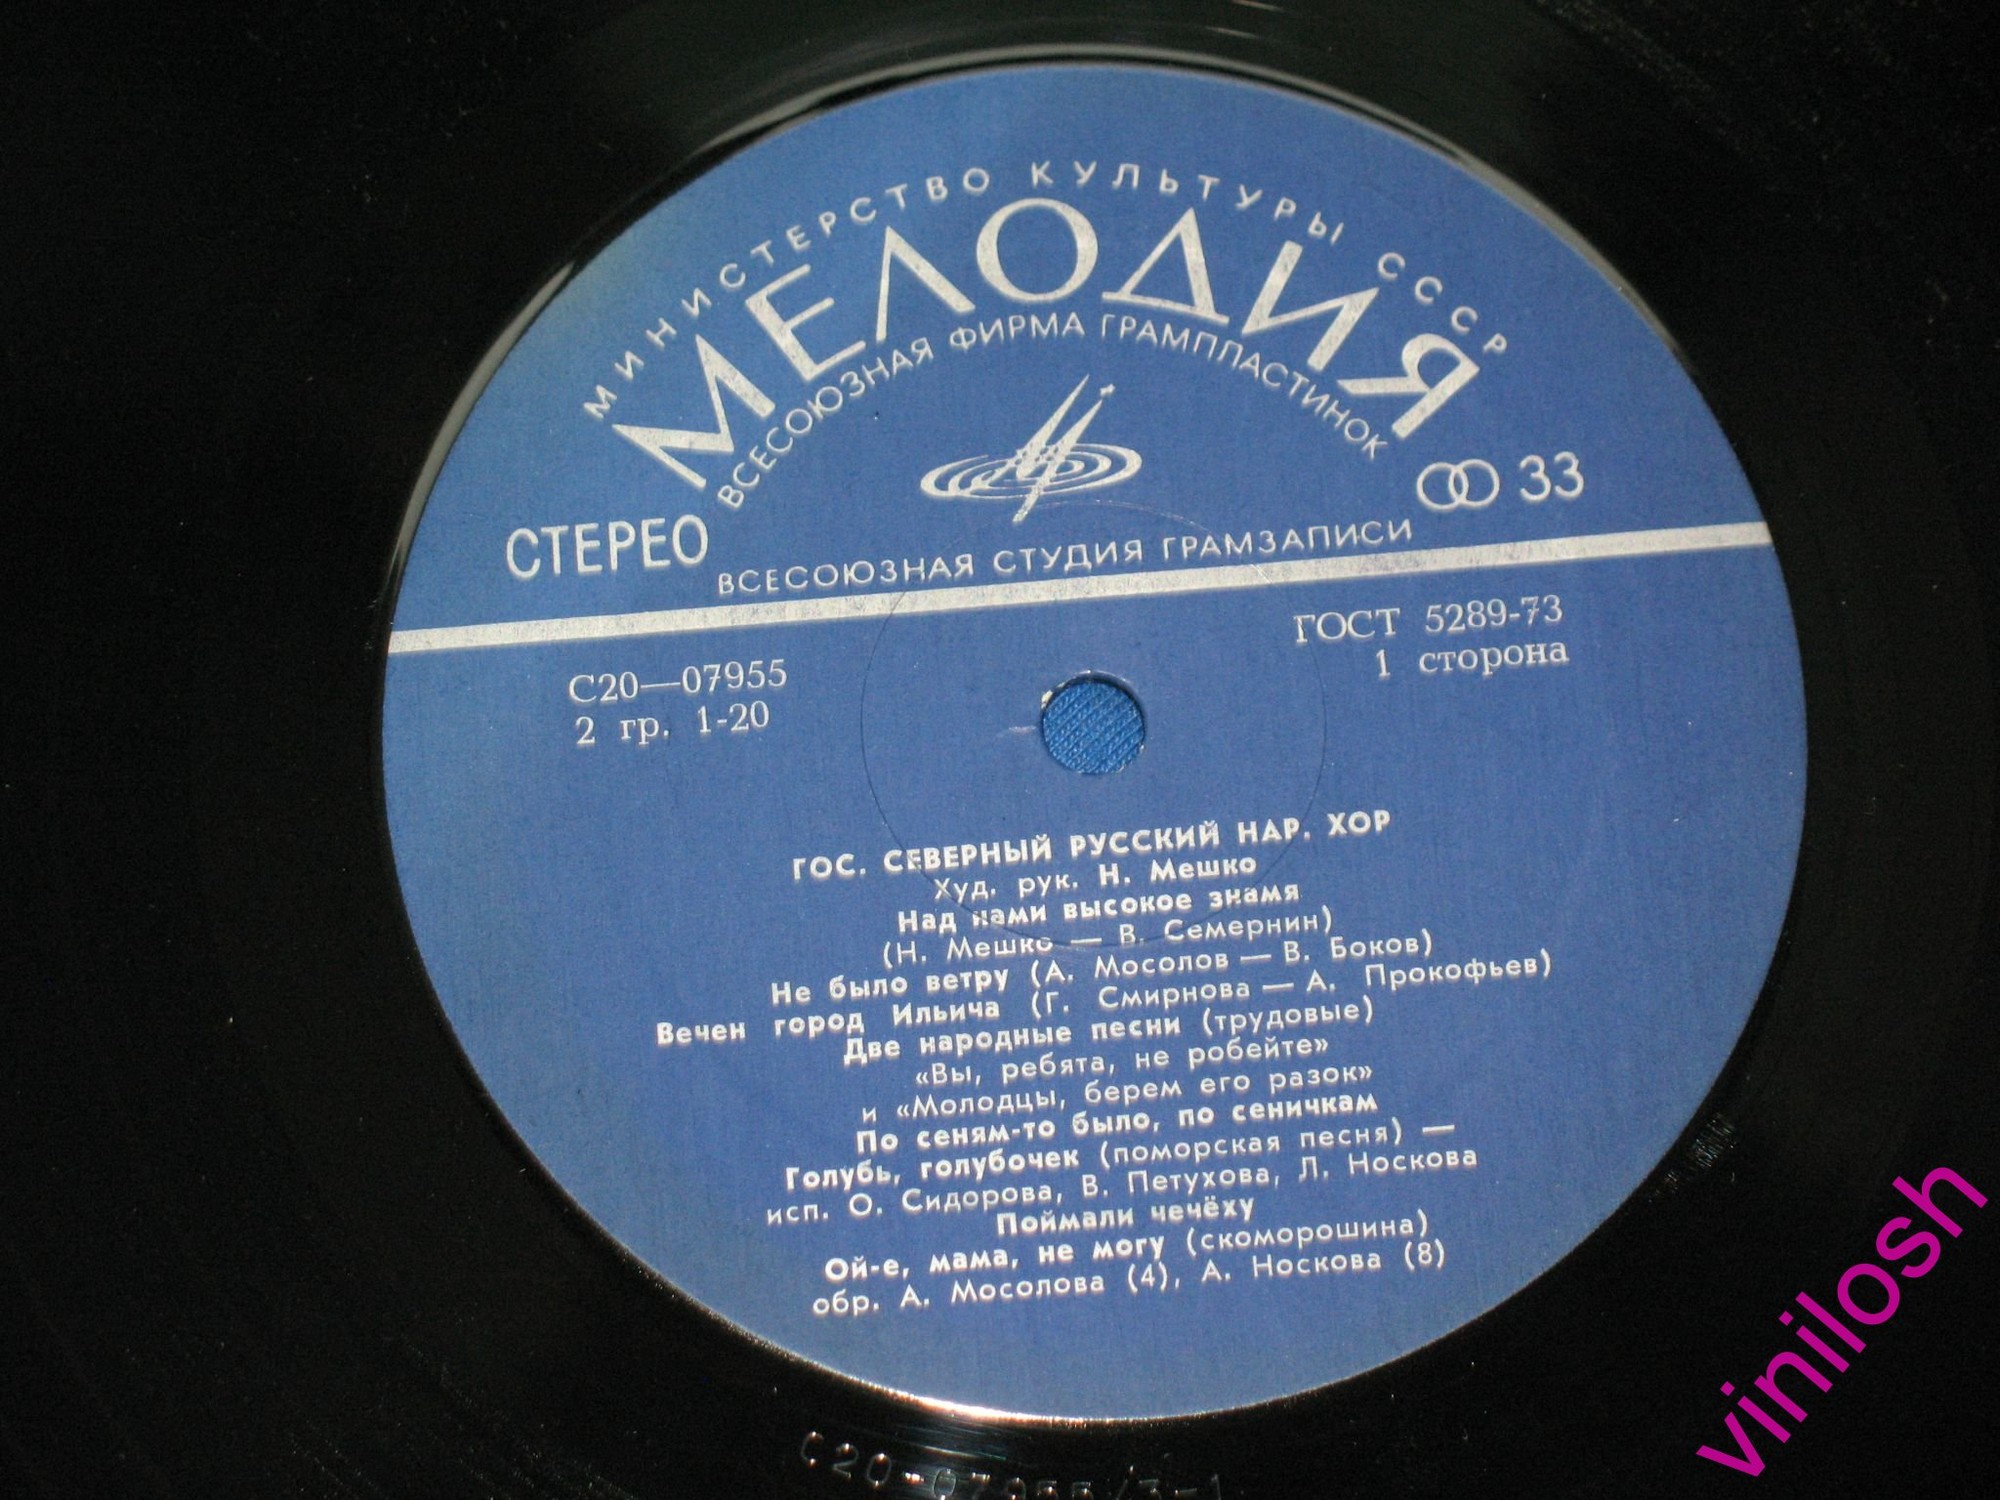 МИНИСТЕРСТВО КУЛЬТУРЫ СССР
МЕЛОДИЯ
ВСЕСОЮЗНАЯ ФИРМА ГРАМПЛАСТИНОК
СТЕРЕО
33
ВСЕСОЮЗНАЯ СТУДИЯ ГРАМЗАПИСИ
С20—07955
2 гр. 1-20
ГОСТ 5289-73
1 сторона
ГОС. СЕВЕРНЫЙ РУССКИЙ НАР. ХОР
Худ. рук. Н. Мешко
Над нами высокое знамя
(Н. Мешко — В. Семернин)
Не было ветру (А. Мосолов — В. Боков)
Вечен город Ильича (Г. Смирнова — А. Прокофьев)
Две народные песни (трудовые)
«Вы, ребята, не робейте»
и «Молодцы, берем его разок»
По сеням-то было, по сеничкам
Голубь, голубочек (поморская песня) —
исп. О. Сидорова, В. Петухова, Л. Носкова
Поймали чечёху
Ой-е, мама, не могу (скоморошина)
обр. А. Мосолова (4), А. Носкова (8)
С20-07955/3-1
vinilosh